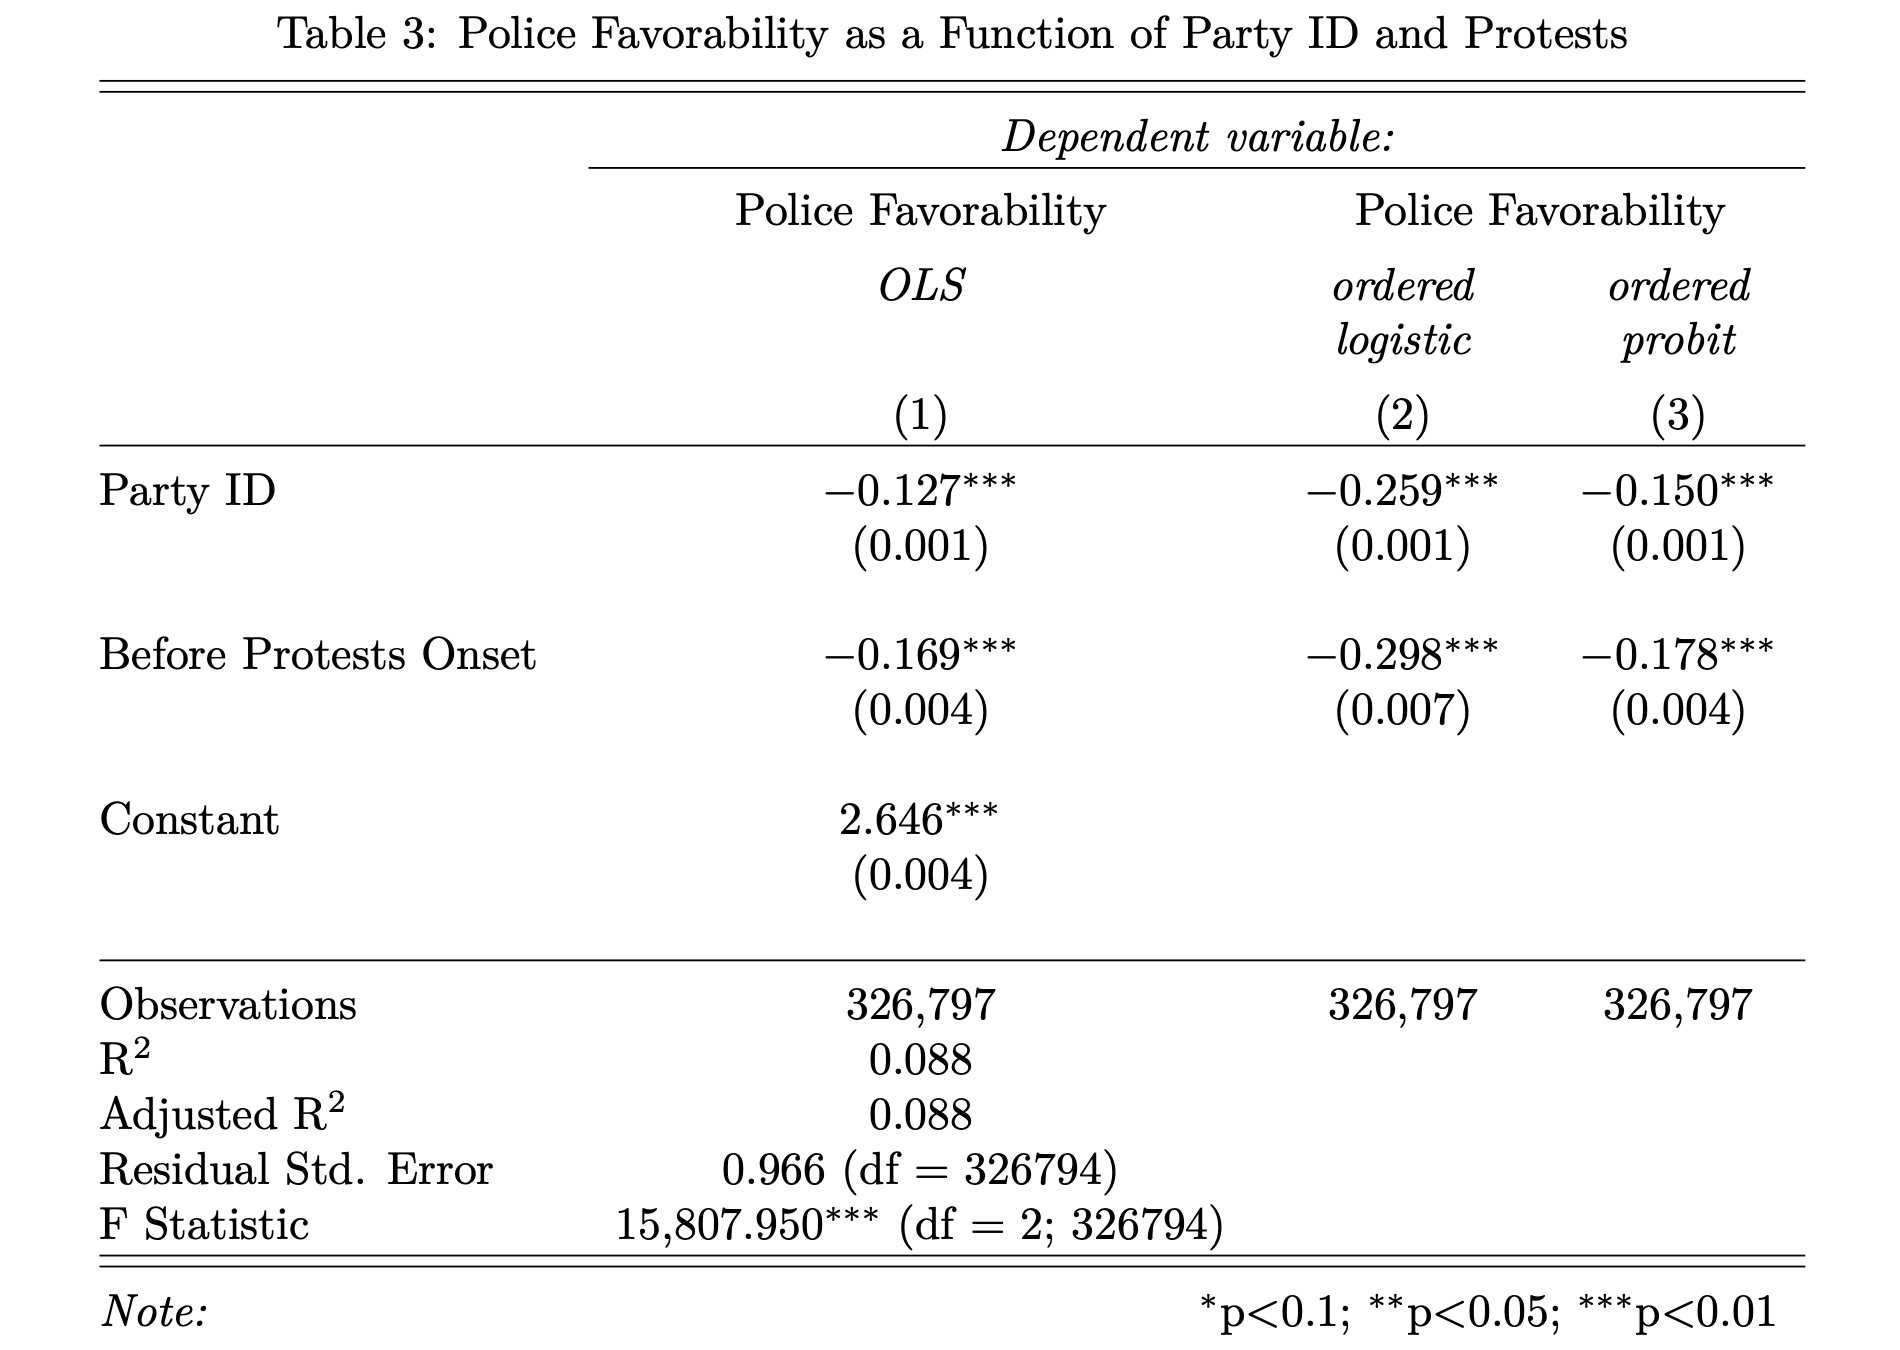 Table 3: Police Favorability as a Function of Party ID and Protests
Dependent variable:
Police Favorability Police Favorability
OLS ordered ordered
logistic probit
(1) (2) (3)
Party ID −0.127*** −0.259*** −0.150***
(0.001) (0.001) (0.001)
Before Protests Onset −0.169*** −0.298*** −0.178***
(0.004) (0.007) (0.004)
Constant 2.646***
(0.004)
Observations 326,797 326,797 326,797
R² 0.088
Adjusted R² 0.088
Residual Std. Error 0.966 (df = 326794)
F Statistic 15,807.950*** (df = 2; 326794)
Note: *p<0.1; **p<0.05; ***p<0.01